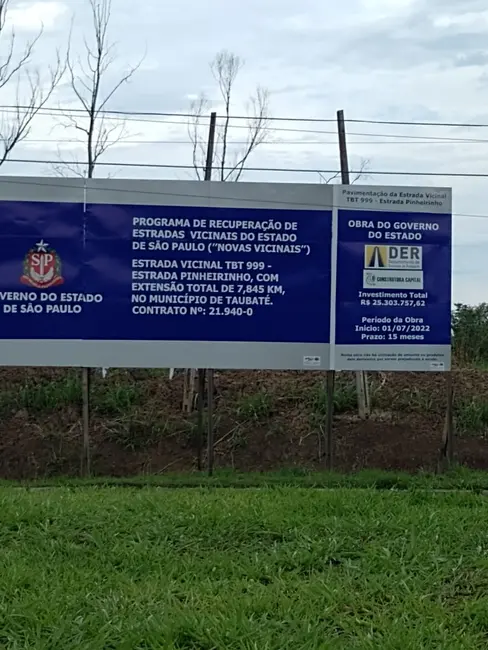 SP
VERNO DO ESTADO
DE SÃO PAULO
PROGRAMA DE RECUPERAÇÃO DE
ESTRADAS VICINAIS DO ESTADO
DE SÃO PAULO ("NOVAS VICINAIS")
ESTRADA VICINAL TBT 999 -
ESTRADA PINHEIRINHO, COM
EXTENSÃO TOTAL DE 7,845 KM,
NO MUNICÍPIO DE TAUBATÉ.
CONTRATO Nº: 21.940-0
Pavimentação da Estrada Vicinal
TBT 999 - Estrada Pinheirinho
OBRA DO GOVERNO
DO ESTADO
DER
CONSTRUTORA CAPITAL
Investimento Total
R$ 25.303.757,62
Período da Obra
Início: 01/07/2022
Prazo: 15 meses